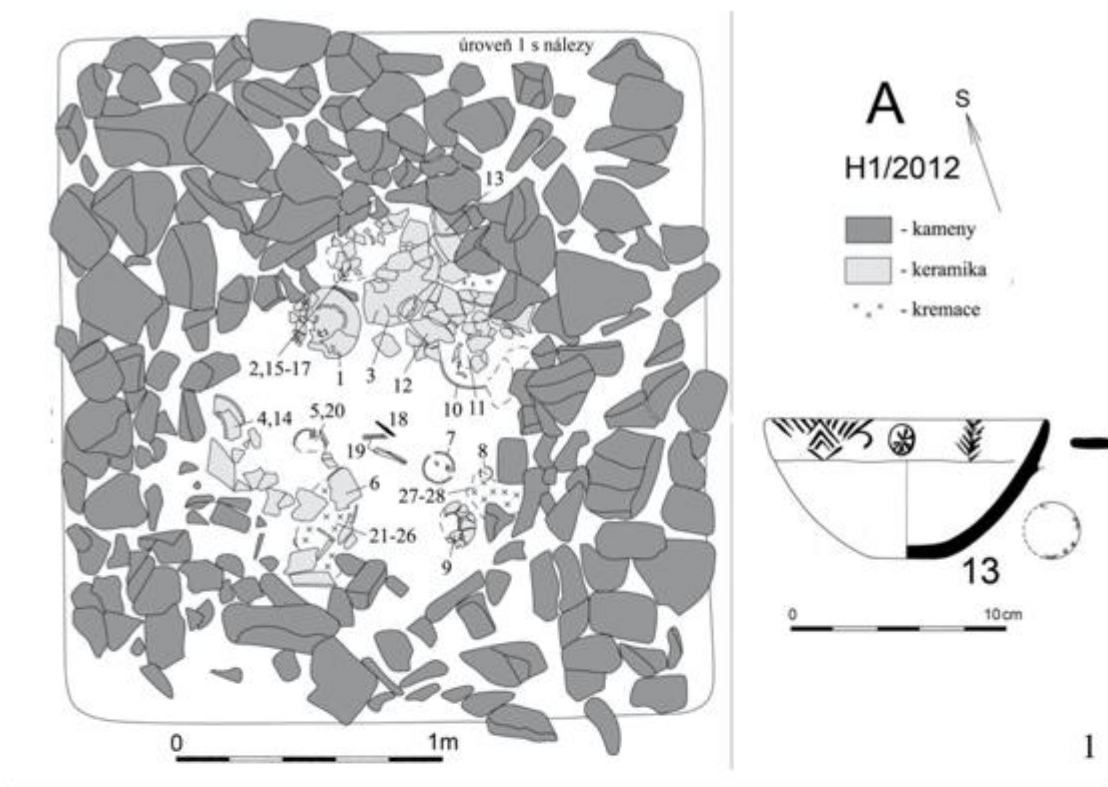 úroveň 1 s nálezy
13
2,15-17
1
3
12
10
11
4,14
5,20
18
19
7
8
6
27-28
21-26
9
0
1m
A
S
H1/2012
- kameny
- keramika
- kremace
13
0
10cm
1